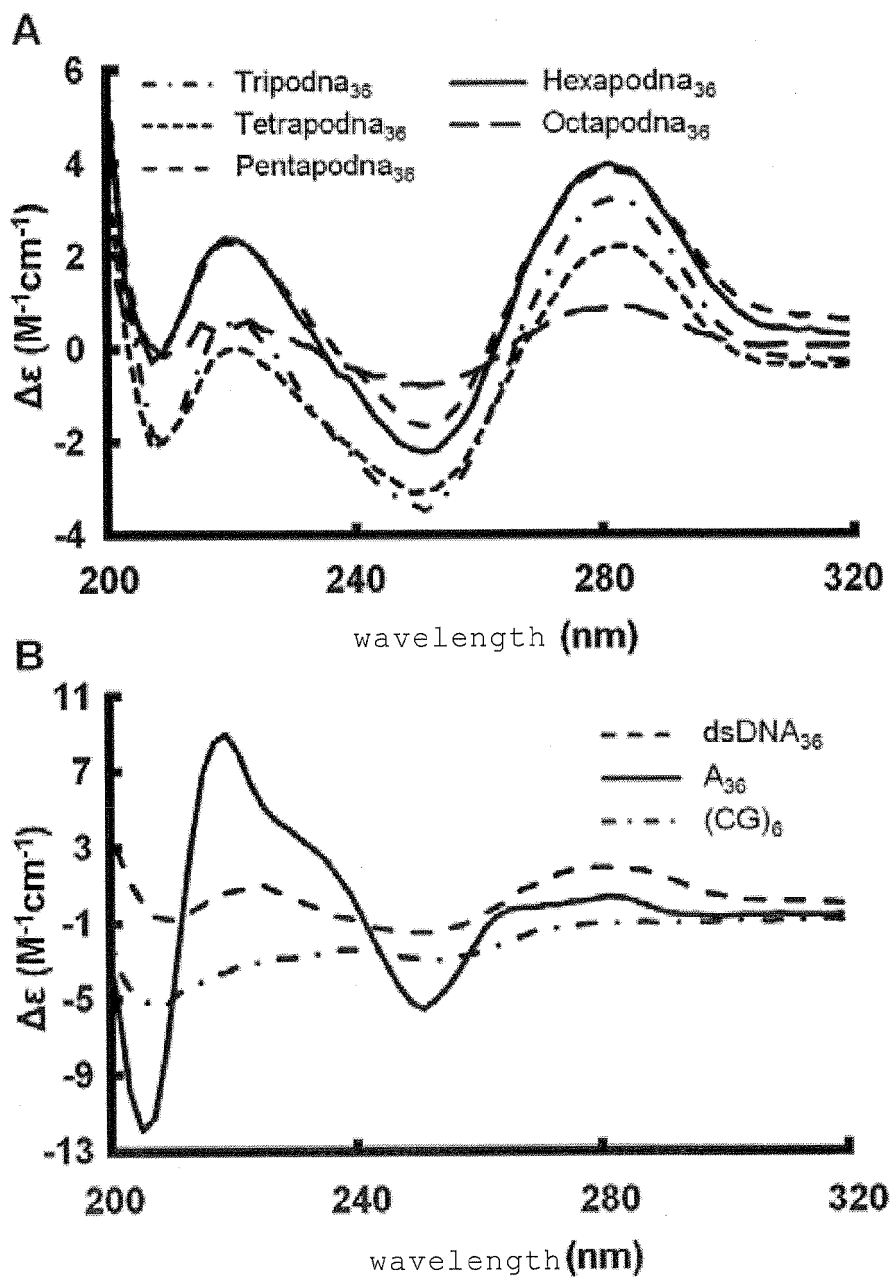 A
6
4
2
0
-2
-4
Δε (M⁻¹cm⁻¹)
Tripodna₃₆
Tetrapodna₃₆
Pentapodna₃₆
Hexapodna₃₆
Octapodna₃₆
200 240 280 320
wavelength (nm)
B
11
7
3
-1
-5
-9
-13
Δε (M⁻¹cm⁻¹)
dsDNA₃₆
A₃₆
(CG)₆
200 240 280 320
wavelength (nm)